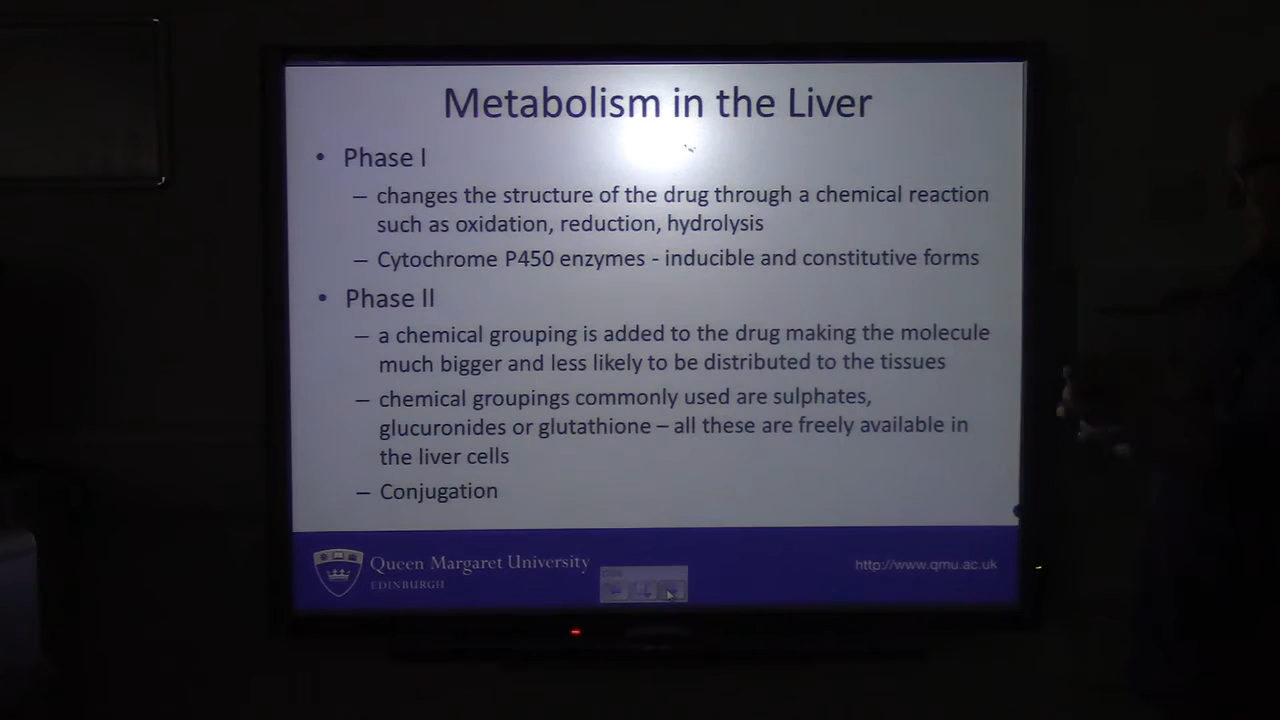 Metabolism in the Liver
• Phase I
– changes the structure of the drug through a chemical reaction
such as oxidation, reduction, hydrolysis
– Cytochrome P450 enzymes - inducible and constitutive forms
• Phase II
– a chemical grouping is added to the drug making the molecule
much bigger and less likely to be distributed to the tissues
– chemical groupings commonly used are sulphates,
glucuronides or glutathione – all these are freely available in
the liver cells
– Conjugation
Queen Margaret University
EDINBURGH
http://www.qmu.ac.uk